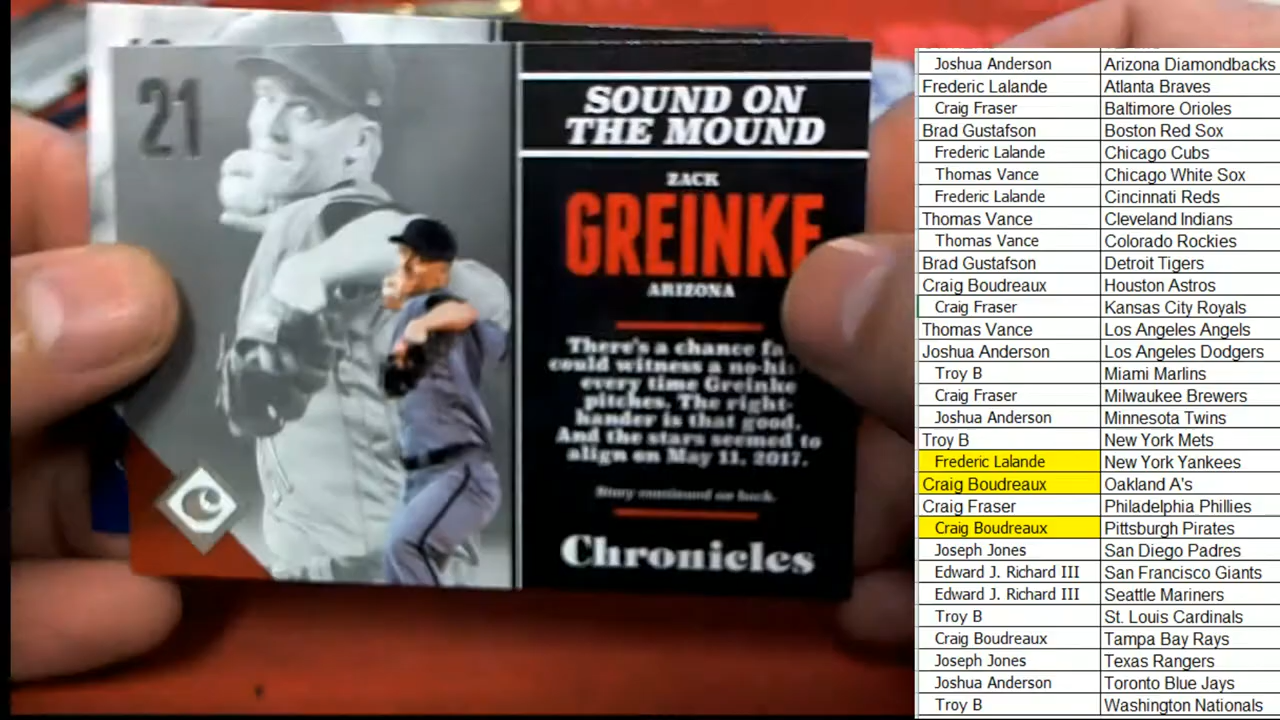 21
SOUND ON
THE MOUND
ZACK
GREINKE
ARIZONA
There's a chance fa
could witness a no-hi
every time Greinke
pitches. The right-
hander is that good.
And the stars seemed to
align on May 11, 2017.
Story continued on back.
Chronicles
C
Joshua Anderson Arizona Diamondbacks
Frederic Lalande Atlanta Braves
Craig Fraser Baltimore Orioles
Brad Gustafson Boston Red Sox
Frederic Lalande Chicago Cubs
Thomas Vance Chicago White Sox
Frederic Lalande Cincinnati Reds
Thomas Vance Cleveland Indians
Thomas Vance Colorado Rockies
Brad Gustafson Detroit Tigers
Craig Boudreaux Houston Astros
Craig Fraser Kansas City Royals
Thomas Vance Los Angeles Angels
Joshua Anderson Los Angeles Dodgers
Troy B Miami Marlins
Craig Fraser Milwaukee Brewers
Joshua Anderson Minnesota Twins
Troy B New York Mets
Frederic Lalande New York Yankees
Craig Boudreaux Oakland A's
Craig Fraser Philadelphia Phillies
Craig Boudreaux Pittsburgh Pirates
Joseph Jones San Diego Padres
Edward J. Richard III San Francisco Giants
Edward J. Richard III Seattle Mariners
Troy B St. Louis Cardinals
Craig Boudreaux Tampa Bay Rays
Joseph Jones Texas Rangers
Joshua Anderson Toronto Blue Jays
Troy B Washington Nationals